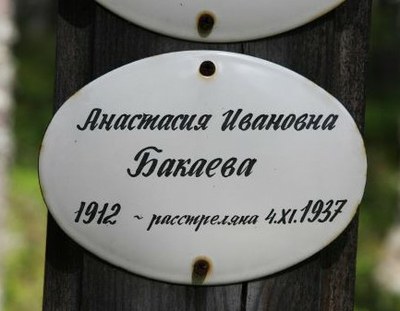 Анастасия Ивановна
Бакаева
1912 ~ расстреляна 4.XI.1937